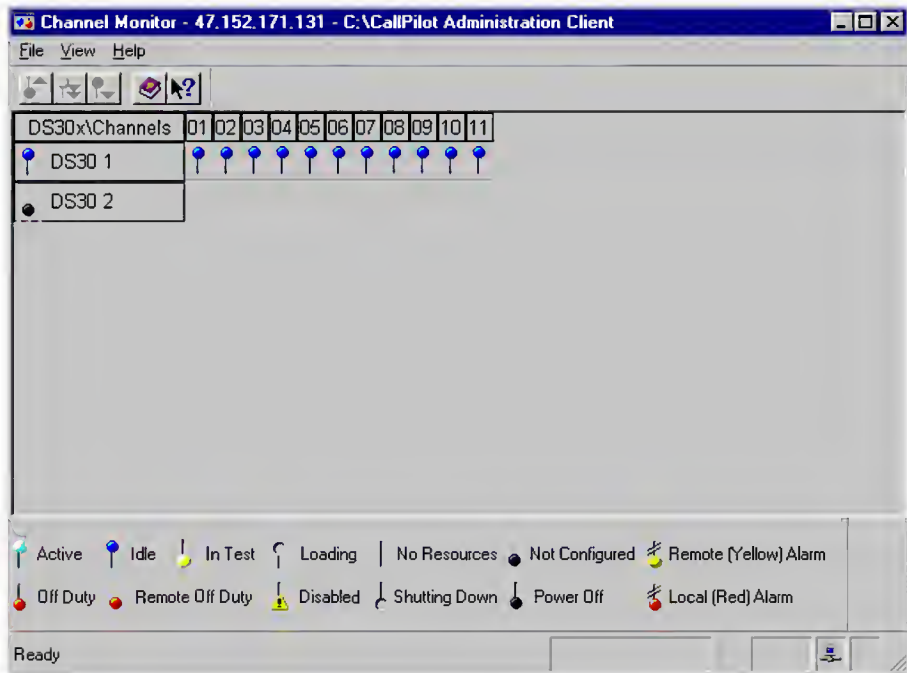 Channel Monitor - 47.152.171.131 - C:\CallPilot Administration Client
File View Help
DS30x\Channels 01 02 03 04 05 06 07 08 09 10 11
DS30 1
DS30 2
Active Idle In Test Loading No Resources Not Configured Remote (Yellow) Alarm
Off Duty Remote Off Duty Disabled Shutting Down Power Off Local (Red) Alarm
Ready